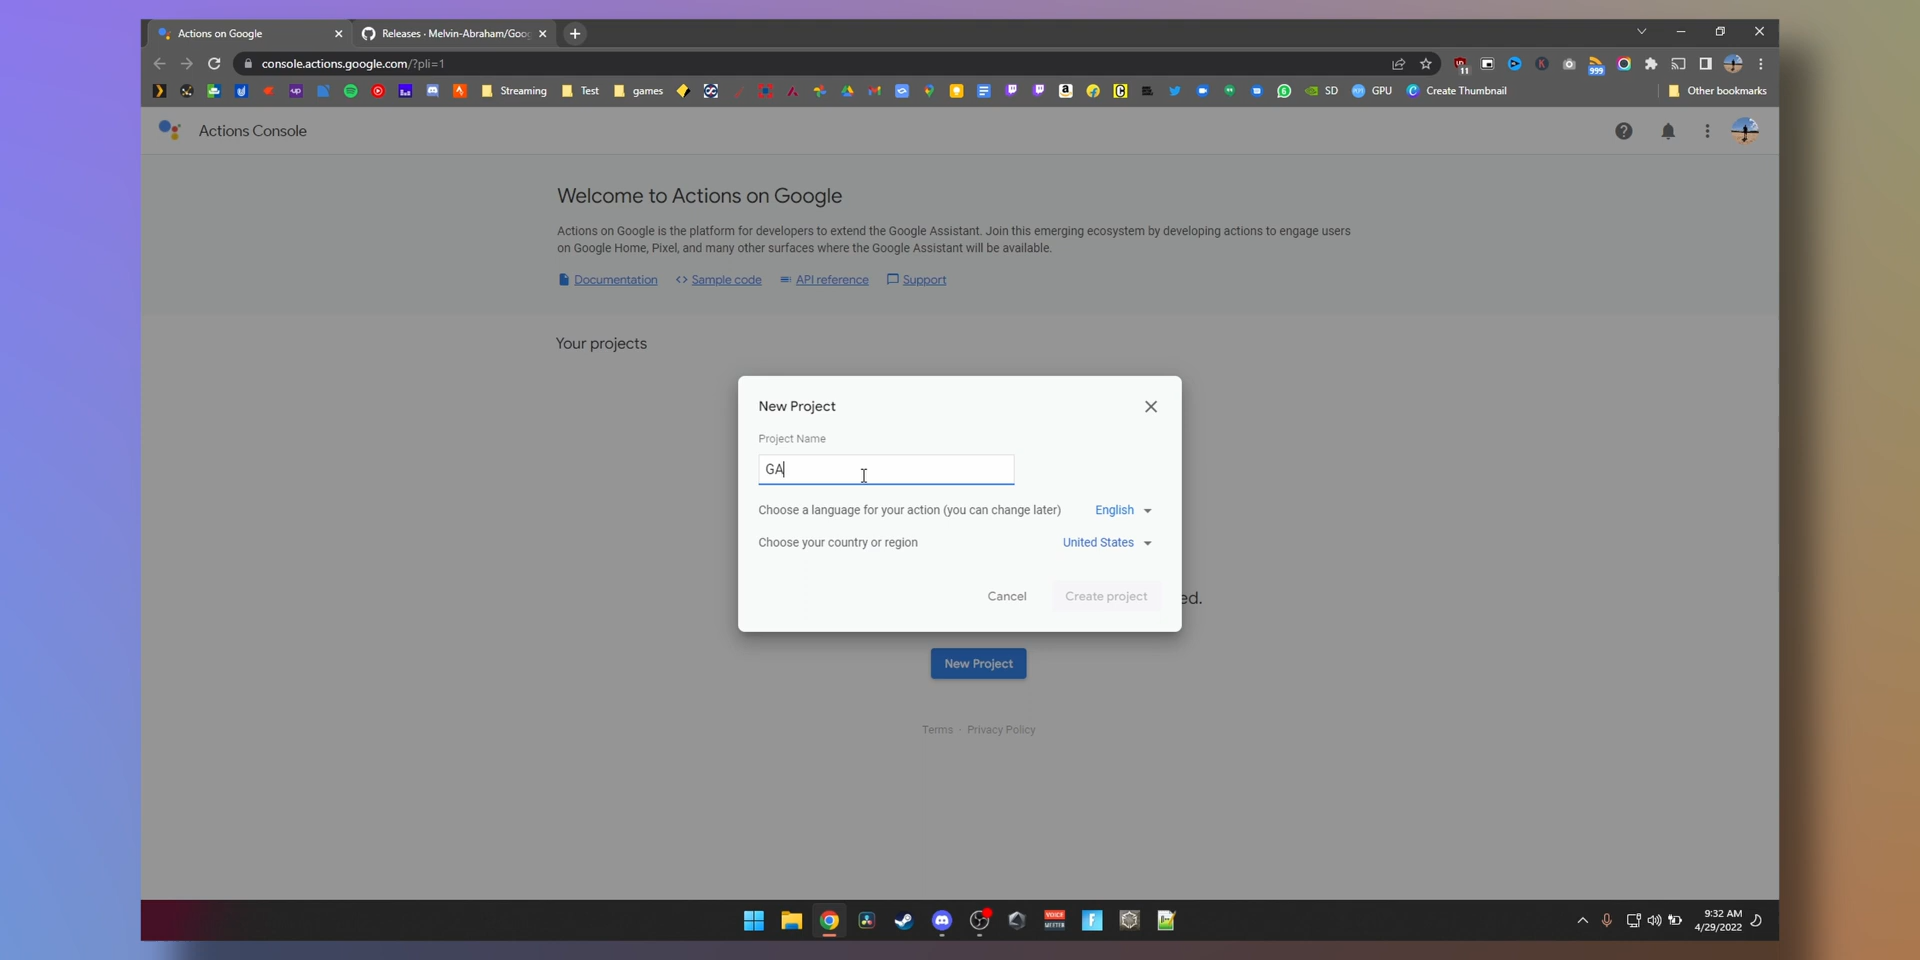 Actions on Google
Releases · Melvin-Abraham/Goog
console.actions.google.com/?pli=1
11
999
Streaming
Test
games
SD
GPU
Create Thumbnail
Other bookmarks
Actions Console
Welcome to Actions on Google
Actions on Google is the platform for developers to extend the Google Assistant. Join this emerging ecosystem by developing actions to engage users
on Google Home, Pixel, and many other surfaces where the Google Assistant will be available.
Documentation
Sample code
API reference
Support
Your projects
New Project
Project Name
GA
Choose a language for your action (you can change later) English
Choose your country or region United States
Cancel Create project
ed.
New Project
Terms · Privacy Policy
9:32 AM
4/29/2022